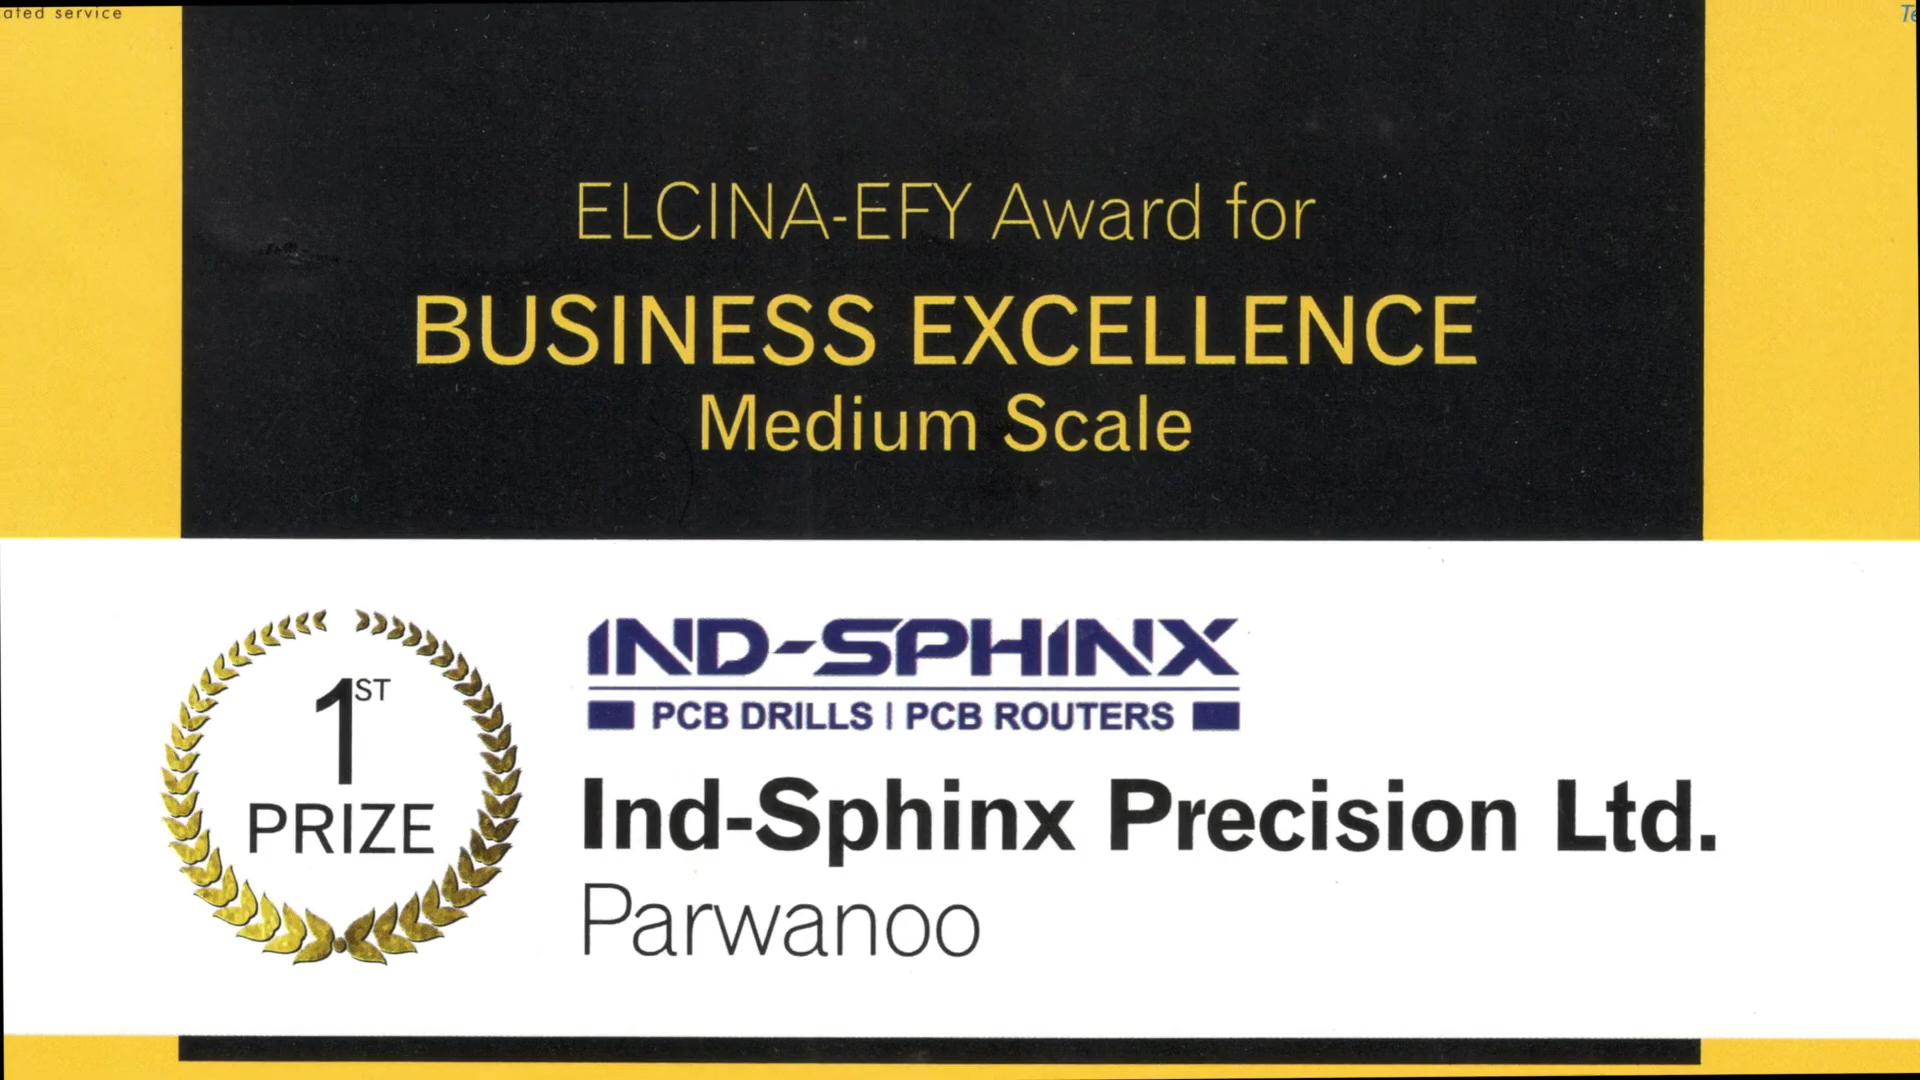 ated service
ELCINA-EFY Award for
BUSINESS EXCELLENCE
Medium Scale
1ST
PRIZE
IND-SPHINX
PCB DRILLS | PCB ROUTERS
Ind-Sphinx Precision Ltd.
Parwanoo